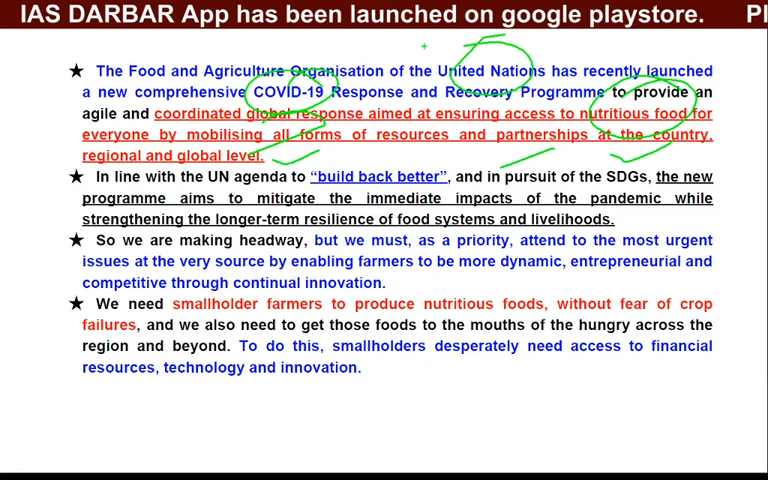 IAS DARBAR App has been launched on google playstore. Pl
★ The Food and Agriculture Organisation of the United Nations has recently launched
a new comprehensive COVID-19 Response and Recovery Programme to provide an
agile and coordinated global response aimed at ensuring access to nutritious food for
everyone by mobilising all forms of resources and partnerships at the country,
regional and global level.
★ In line with the UN agenda to “build back better”, and in pursuit of the SDGs, the new
programme aims to mitigate the immediate impacts of the pandemic while
strengthening the longer-term resilience of food systems and livelihoods.
★ So we are making headway, but we must, as a priority, attend to the most urgent
issues at the very source by enabling farmers to be more dynamic, entrepreneurial and
competitive through continual innovation.
★ We need smallholder farmers to produce nutritious foods, without fear of crop
failures, and we also need to get those foods to the mouths of the hungry across the
region and beyond. To do this, smallholders desperately need access to financial
resources, technology and innovation.